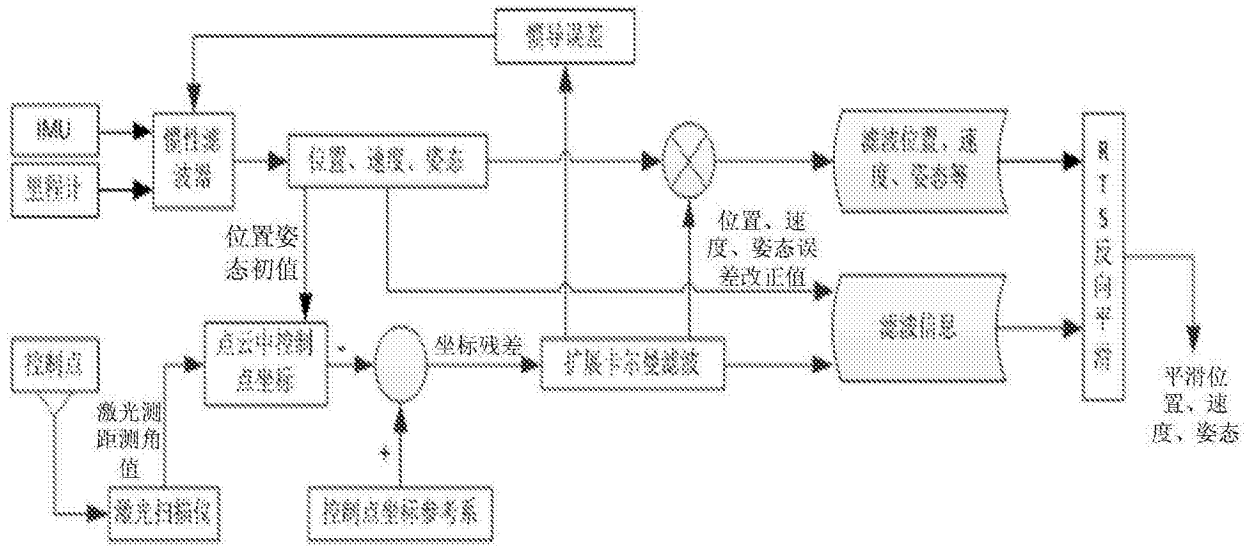 惯导误差
IMU
里程计
惯性滤
波器
位置、速度、姿态
滤波位置、速
度、姿态等
位置姿
态初值
位置、速
度、姿态误
差改正值
RTS反向平滑
控制点
点云中控制
点坐标
-
坐标残差
扩展卡尔曼滤波
滤波信息
平滑位
置、速
度、姿态
激光测
距测角
值
+
激光扫描仪
控制点坐标参考系